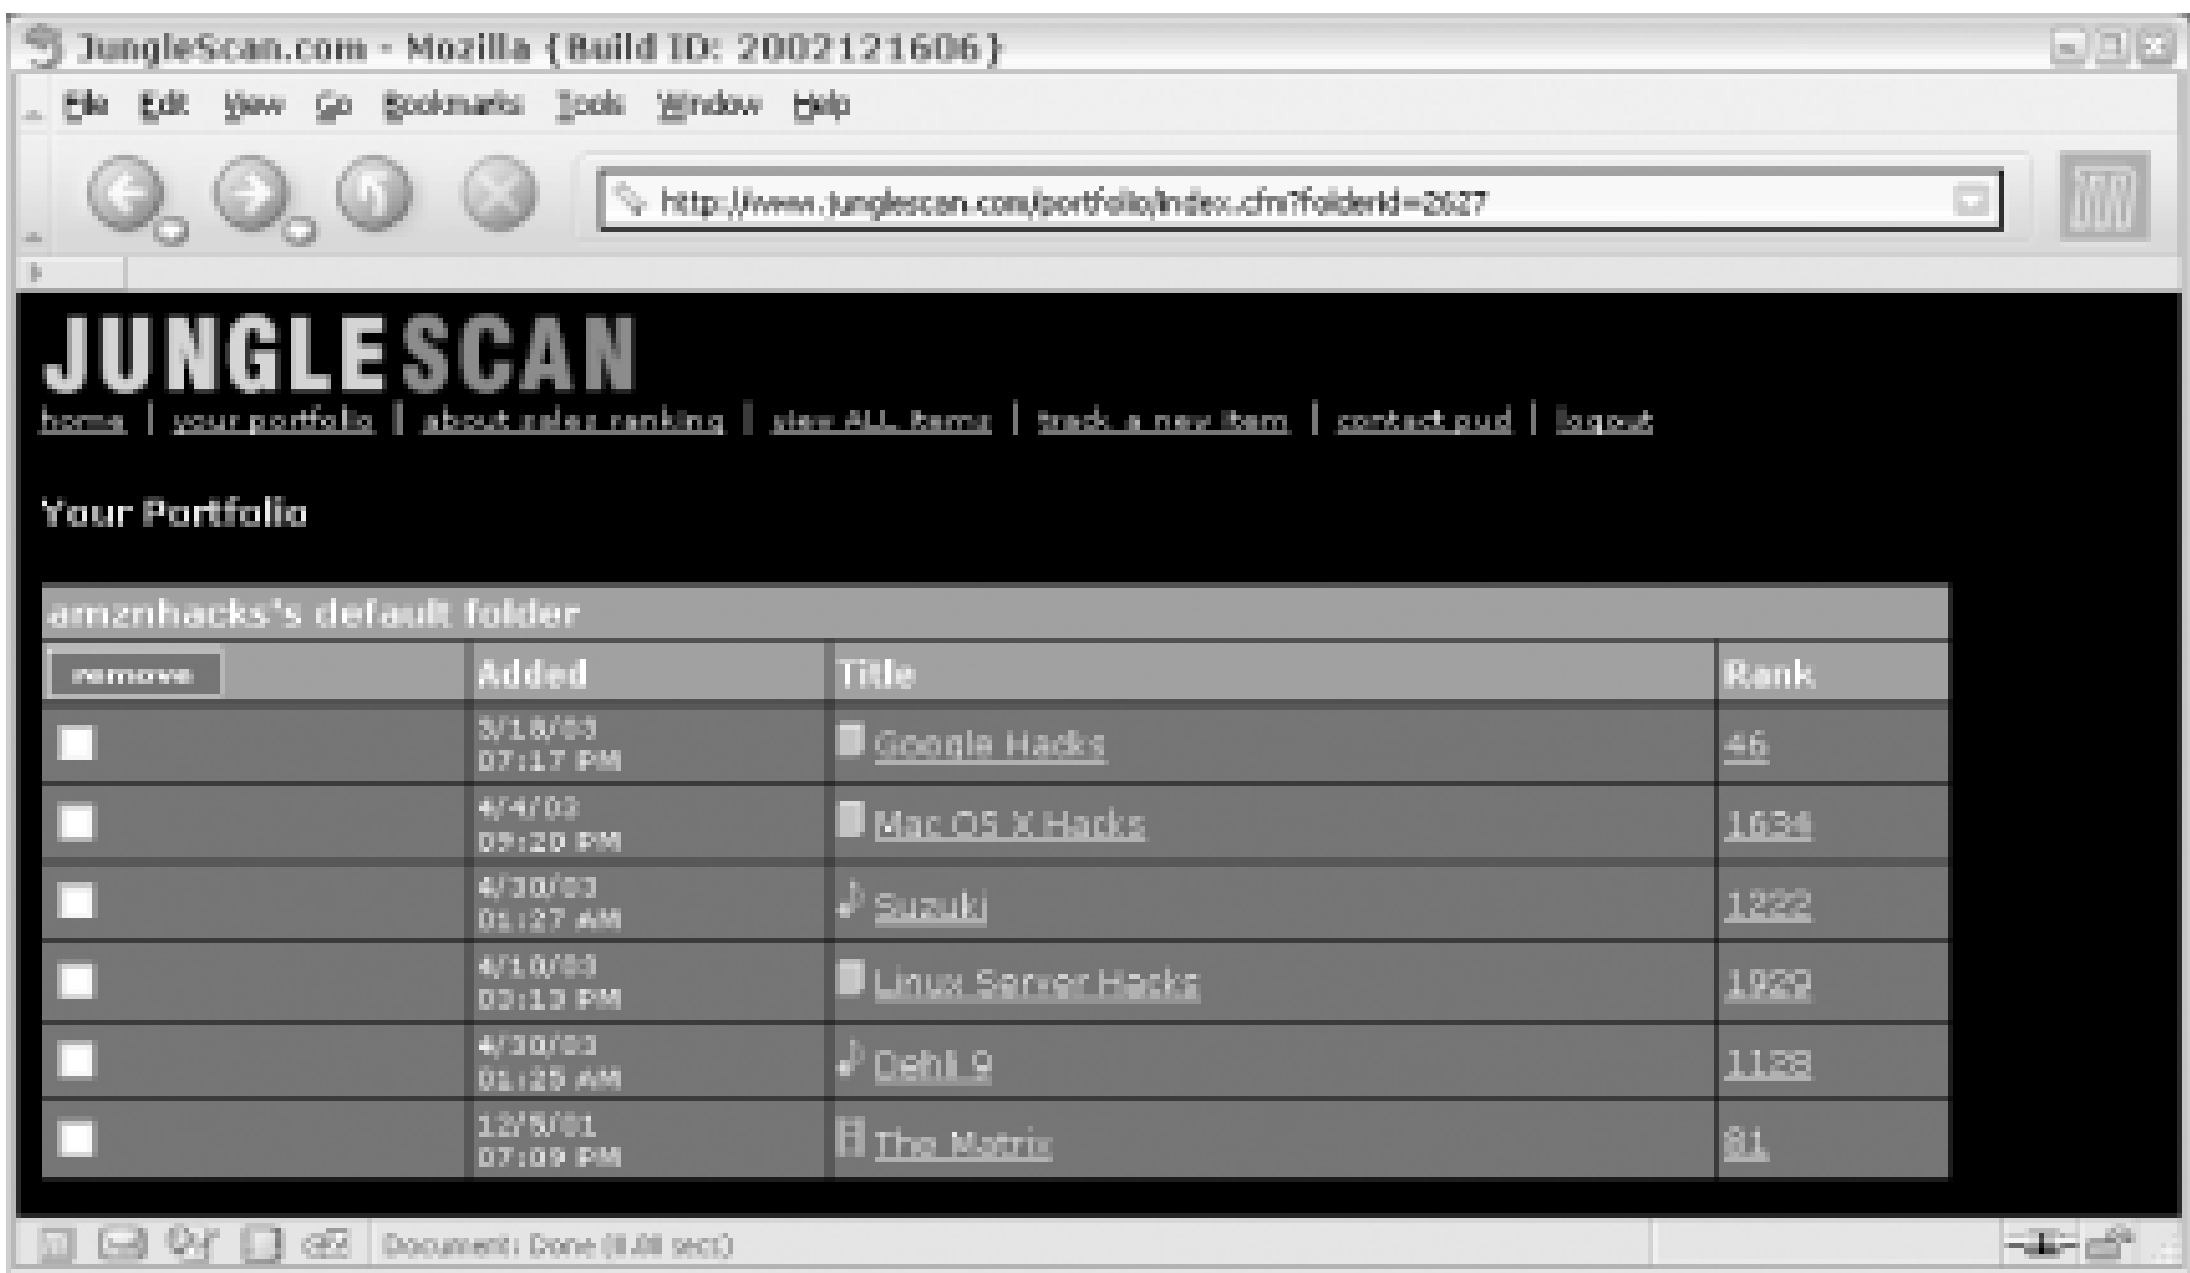 JungleScan.com - Mozilla {Build ID: 2002121606}
File Edit View Go Bookmarks Tools Window Help
http://www.junglescan.com/portfolio/index.cfm?folderid=2627
JUNGLESCAN
home | your portfolio | about sales ranking | view ALL items | track a new item | contact pud | logout
Your Portfolio
amznhacks's default folder
remove Added Title Rank
3/18/03
07:17 PM
Google Hacks 46
4/4/03
09:20 PM
Mac OS X Hacks 1634
4/30/03
01:27 AM
Suzuki 1222
03:13 PM
Linux Server Hacks 1929
4/30/03
01:25 AM
Dehli 9 1128
12/5/01
07:09 PM
The Matrix 81
Document: Done